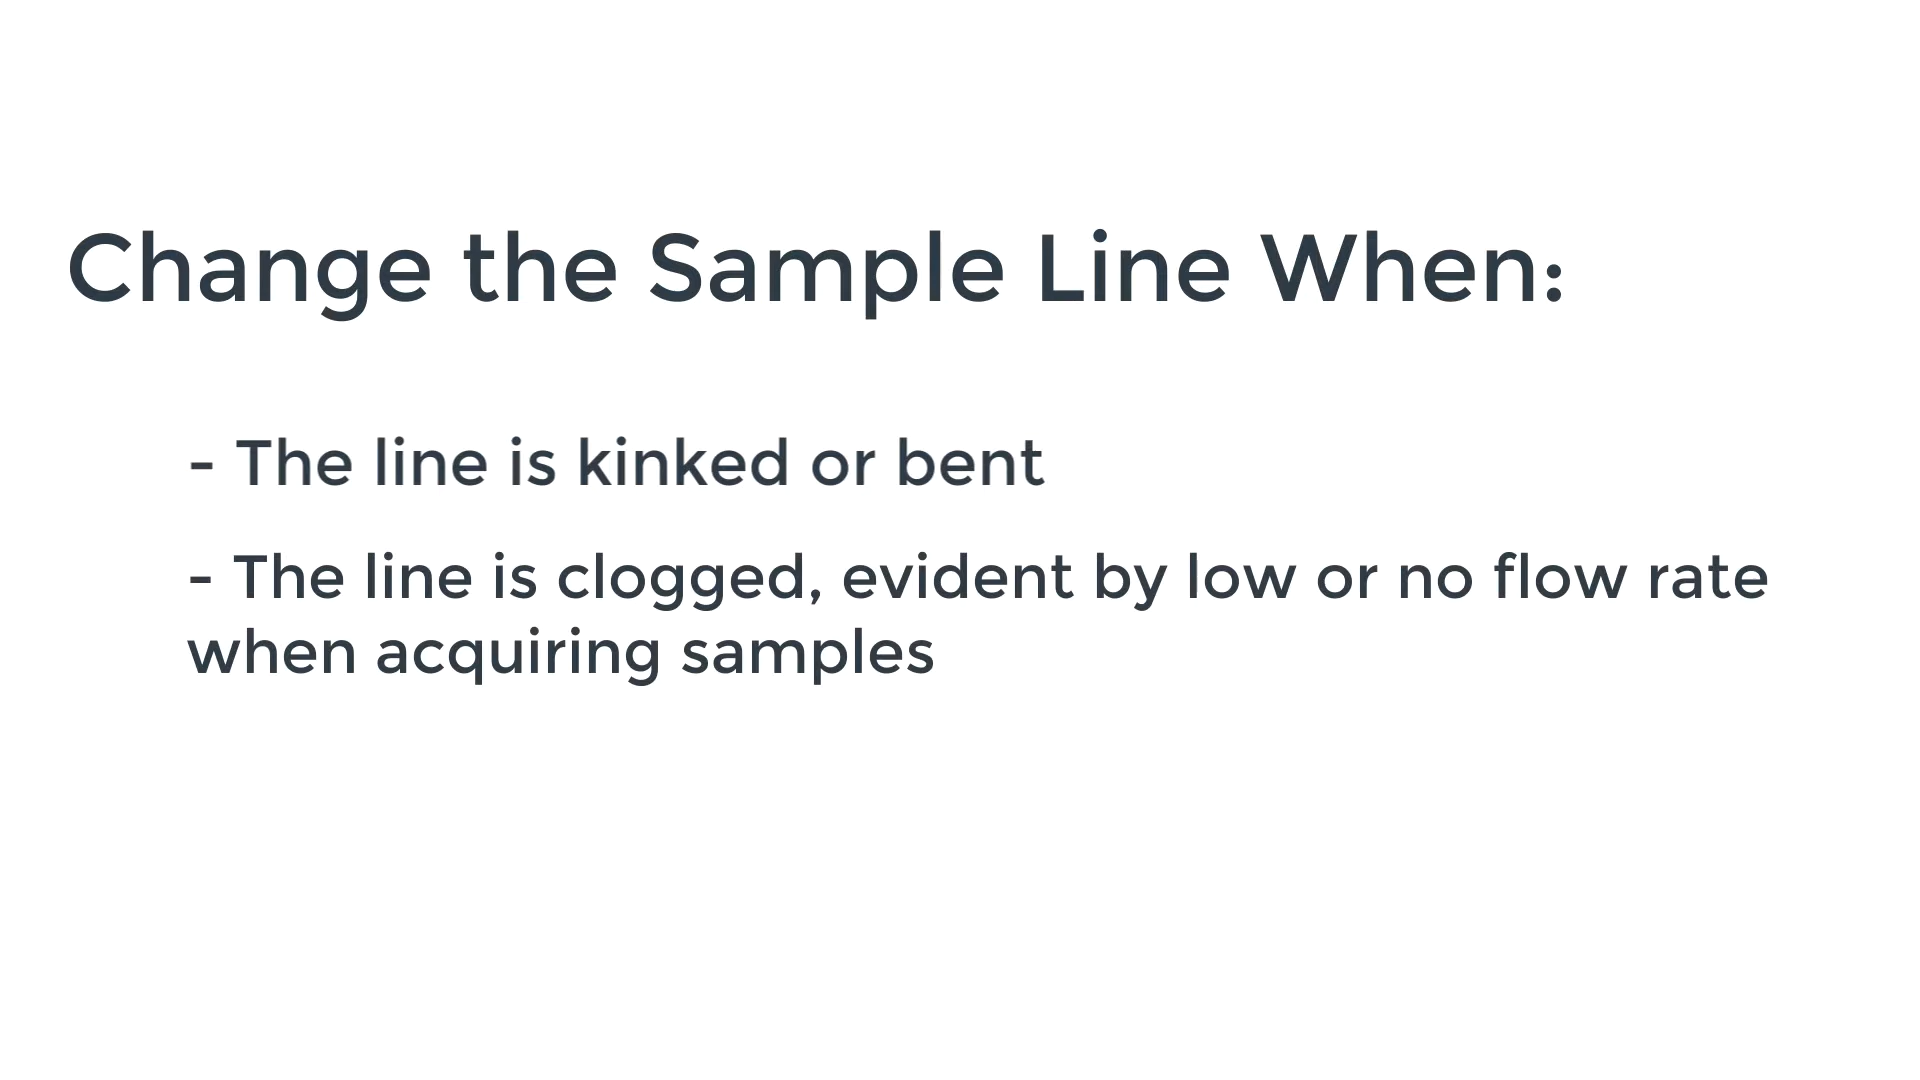 Change the Sample Line When:
- The line is kinked or bent
- The line is clogged, evident by low or no flow rate
when acquiring samples